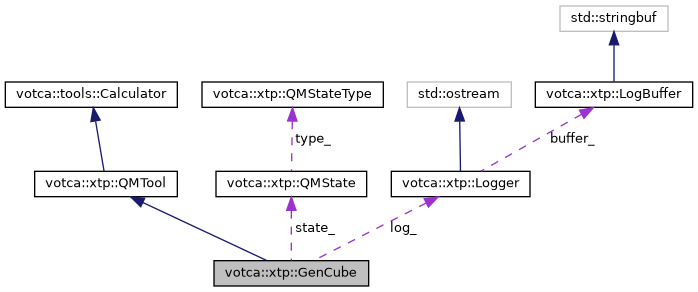 std::stringbuf
votca::tools::Calculator
votca::xtp::QMStateType
std::ostream
votca::xtp::LogBuffer
type_
buffer_
votca::xtp::QMTool
votca::xtp::QMState
votca::xtp::Logger
state_
log_
votca::xtp::GenCube